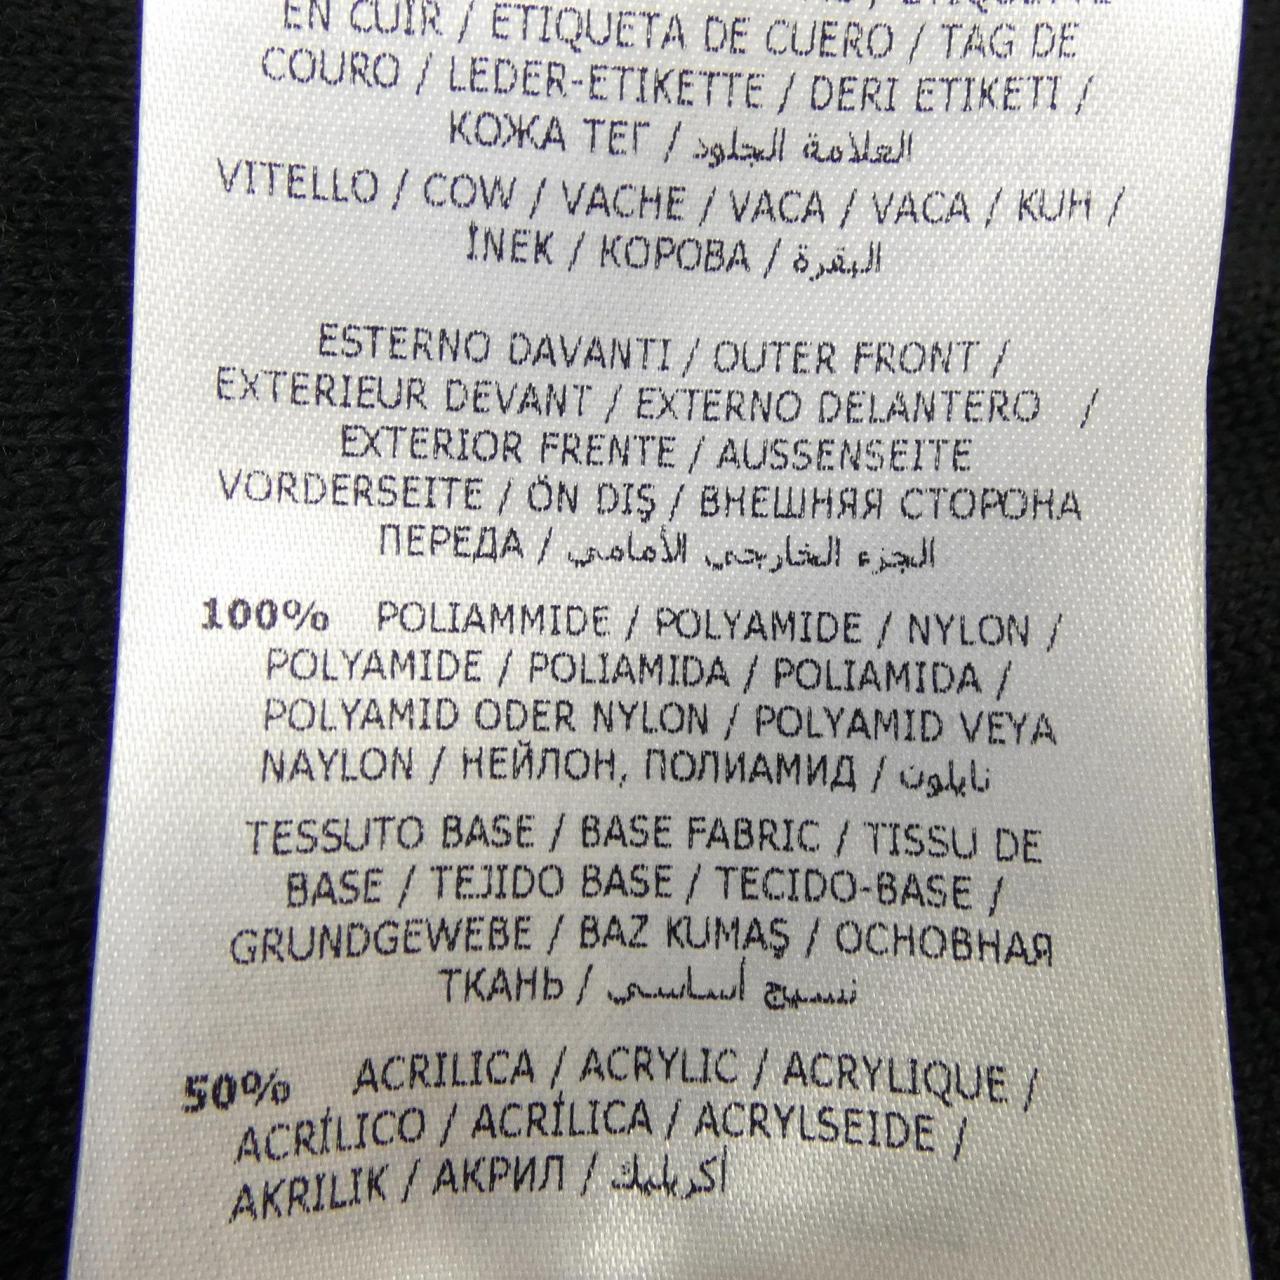 EN CUIR / ETIQUETA DE CUERO / TAG DE
COURO / LEDER-ETIKETTE / DERI ETIKETI /
КОЖА ТЕГ / العلامة الجلود
VITELLO / COW / VACHE / VACA / VACA / KUH /
İNEK / КОРОВА / البقرة
ESTERNO DAVANTI / OUTER FRONT /
EXTERIEUR DEVANT / EXTERNO DELANTERO /
EXTERIOR FRENTE / AUSSENSEITE
VORDERSEITE / ÖN DIŞ / ВНЕШНЯЯ СТОРОНА
ПЕРЕДА / الجزء الخارجي الأمامي
100% POLIAMMIDE / POLYAMIDE / NYLON /
POLYAMIDE / POLIAMIDA / POLIAMIDA /
POLYAMID ODER NYLON / POLYAMID VEYA
NAYLON / НЕЙЛОН, ПОЛИАМИД / نايلون
TESSUTO BASE / BASE FABRIC / TISSU DE
BASE / TEJIDO BASE / TECIDO-BASE /
GRUNDGEWEBE / BAZ KUMAŞ / ОСНОВНАЯ
ТКАНЬ / نسيج أساسي
50% ACRILICA / ACRYLIC / ACRYLIQUE /
ACRÍLICO / ACRÍLICA / ACRYLSEIDE /
AKRILIK / АКРИЛ / أكريليك